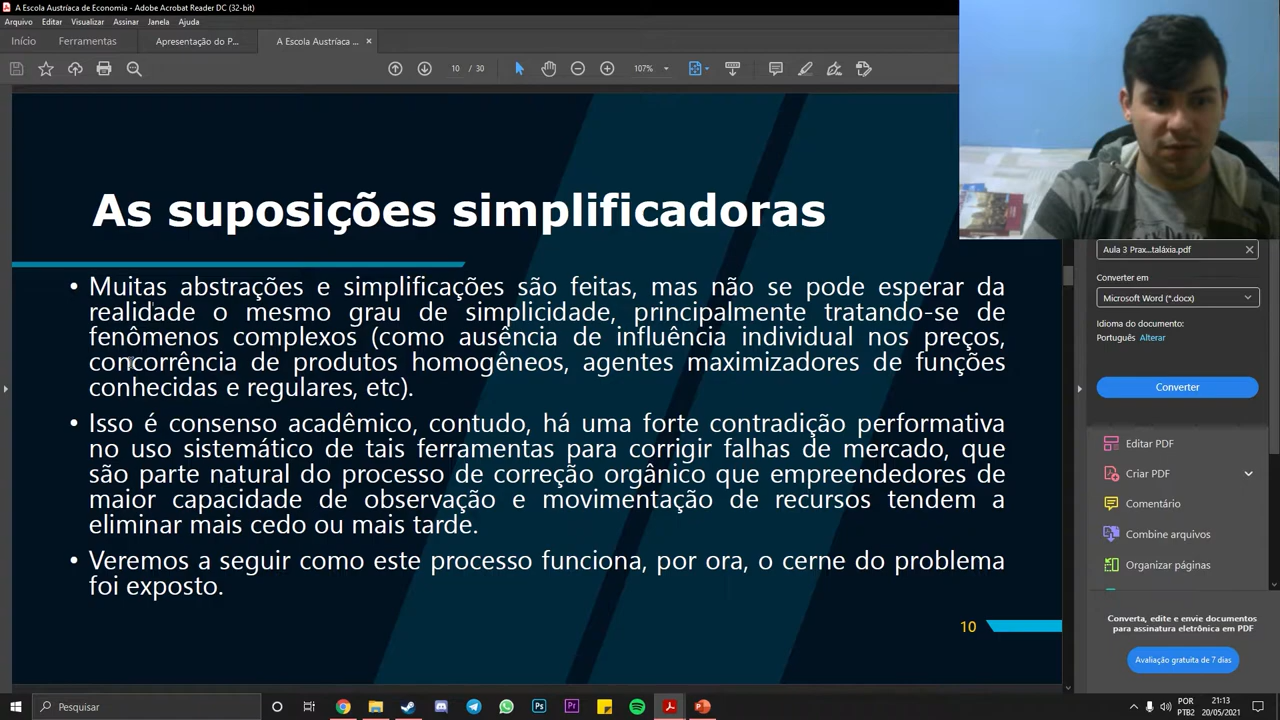 A Escola Austríaca de Economia - Adobe Acrobat Reader DC (32-bit)
Arquivo Editar Visualizar Assinar Janela Ajuda
Início Ferramentas Apresentação do P... A Escola Austríaca ... ×
10 / 30 107%
As suposições simplificadoras
• Muitas abstrações e simplificações são feitas, mas não se pode esperar da
realidade o mesmo grau de simplicidade, principalmente tratando-se de
fenômenos complexos (como ausência de influência individual nos preços,
concorrência de produtos homogêneos, agentes maximizadores de funções
conhecidas e regulares, etc).
• Isso é consenso acadêmico, contudo, há uma forte contradição performativa
no uso sistemático de tais ferramentas para corrigir falhas de mercado, que
são parte natural do processo de correção orgânico que empreendedores de
maior capacidade de observação e movimentação de recursos tendem a
eliminar mais cedo ou mais tarde.
• Veremos a seguir como este processo funciona, por ora, o cerne do problema
foi exposto.
10
Aula 3 Prax...taláxia.pdf
Converter em
Microsoft Word (*.docx)
Idioma do documento:
Português Alterar
Converter
Editar PDF
Criar PDF
Comentário
Combine arquivos
Organizar páginas
Converta, edite e envie documentos
para assinatura eletrônica em PDF
Avaliação gratuita de 7 dias
Pesquisar
POR
PTB2
21:13
20/05/2021